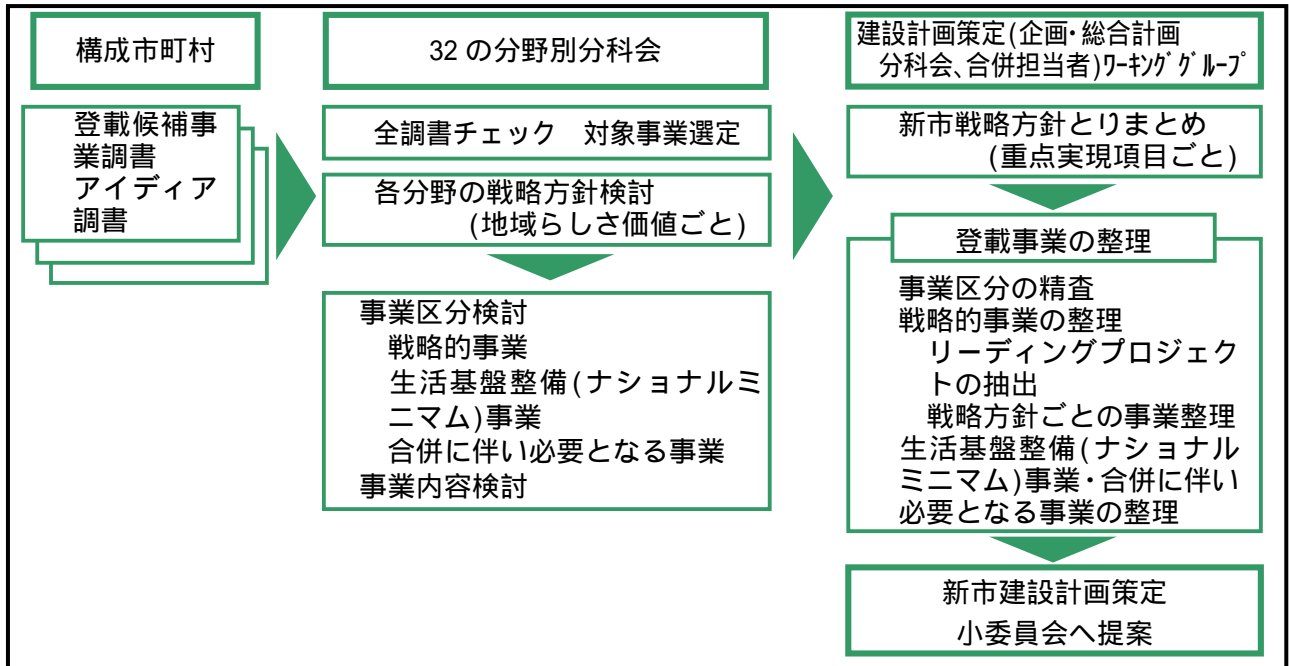 構成市町村
登載候補事
業調書
アイディア
調書
32の分野別分科会
全調書チェック　対象事業選定
各分野の戦略方針検討
(地域らしさ価値ごと)
事業区分検討
戦略的事業
生活基盤整備(ナショナルミ
ニマム)事業
合併に伴い必要となる事業
事業内容検討
建設計画策定(企画・総合計画
分科会、合併担当者)ﾜｰｷﾝｸﾞｸﾞﾙｰﾌﾟ
新市戦略方針とりまとめ
(重点実現項目ごと)
登載事業の整理
事業区分の精査
戦略的事業の整理
リーディングプロジェク
トの抽出
戦略方針ごとの事業整理
生活基盤整備(ナショナル
ミニマム)事業・合併に伴い
必要となる事業の整理
新市建設計画策定
小委員会へ提案